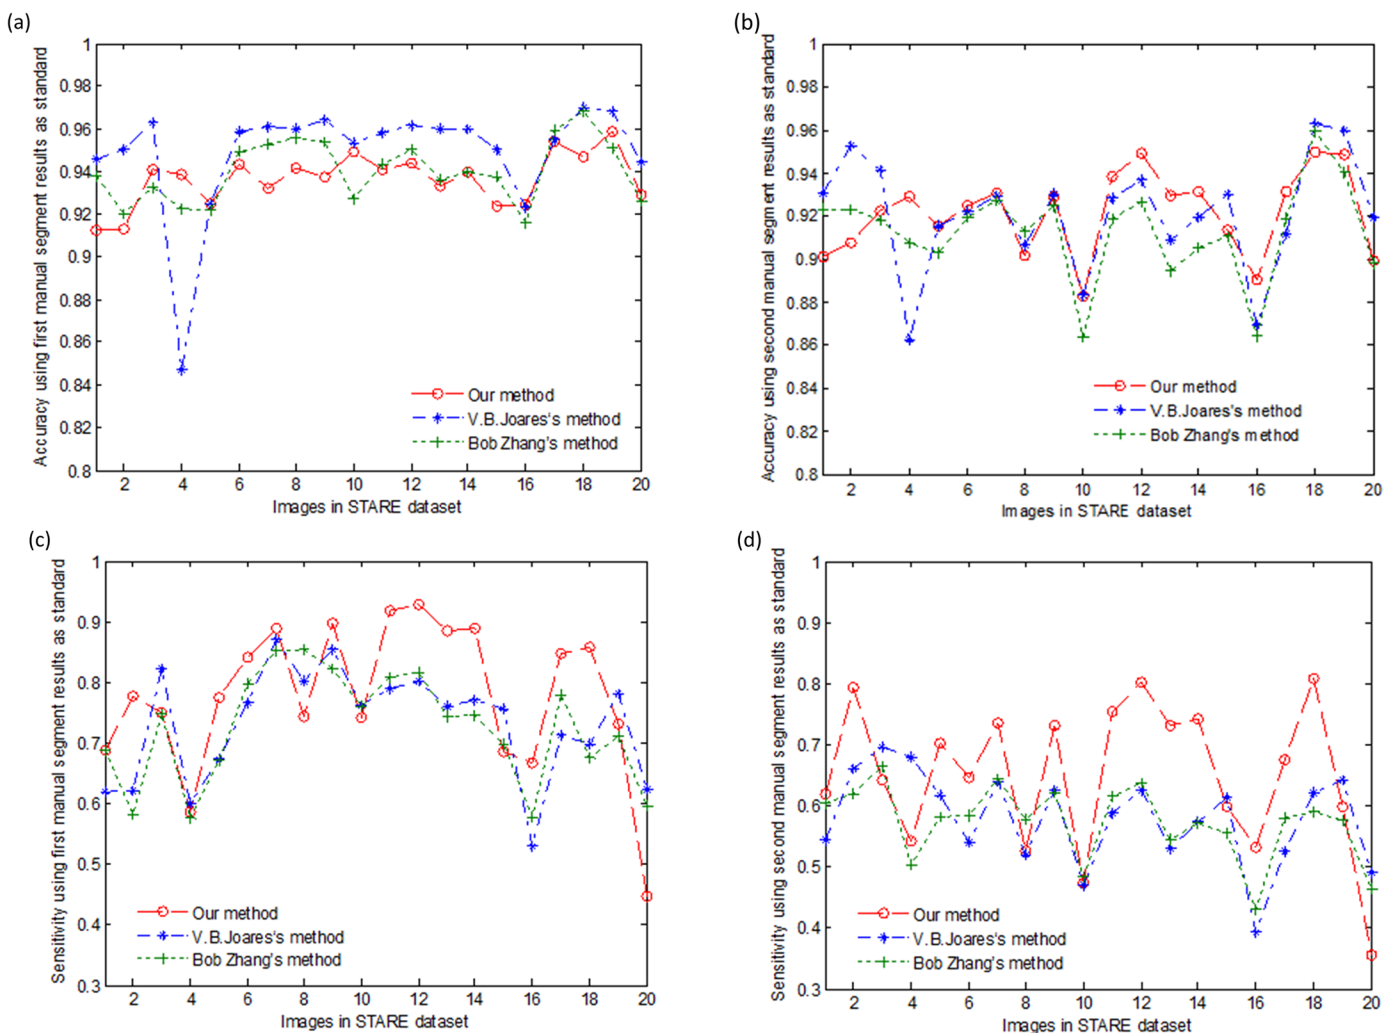 (a)
Accuracy using first manual segment results as standard
1
0.98
0.96
0.94
0.92
0.9
0.88
0.86
0.84
0.82
0.8
Our method
V.B.Joares's method
Bob Zhang's method
2 4 6 8 10 12 14 16 18 20
Images in STARE dataset
(b)
Accuracy using second manual segment results as standard
1
0.98
0.96
0.94
0.92
0.9
0.88
0.86
0.84
0.82
0.8
Our method
V.B.Joares's method
Bob Zhang's method
2 4 6 8 10 12 14 16 18 20
Images in STARE dataset
(c)
Sensitivity using first manual segment results as standard
1
0.9
0.8
0.7
0.6
0.5
0.4
0.3
Our method
V.B.Joares's method
Bob Zhang's method
2 4 6 8 10 12 14 16 18 20
Images in STARE dataset
(d)
Sensitivity using second manual segment results as standard
1
0.9
0.8
0.7
0.6
0.5
0.4
0.3
Our method
V.B.Joares's method
Bob Zhang's method
2 4 6 8 10 12 14 16 18 20
Images in STARE dataset